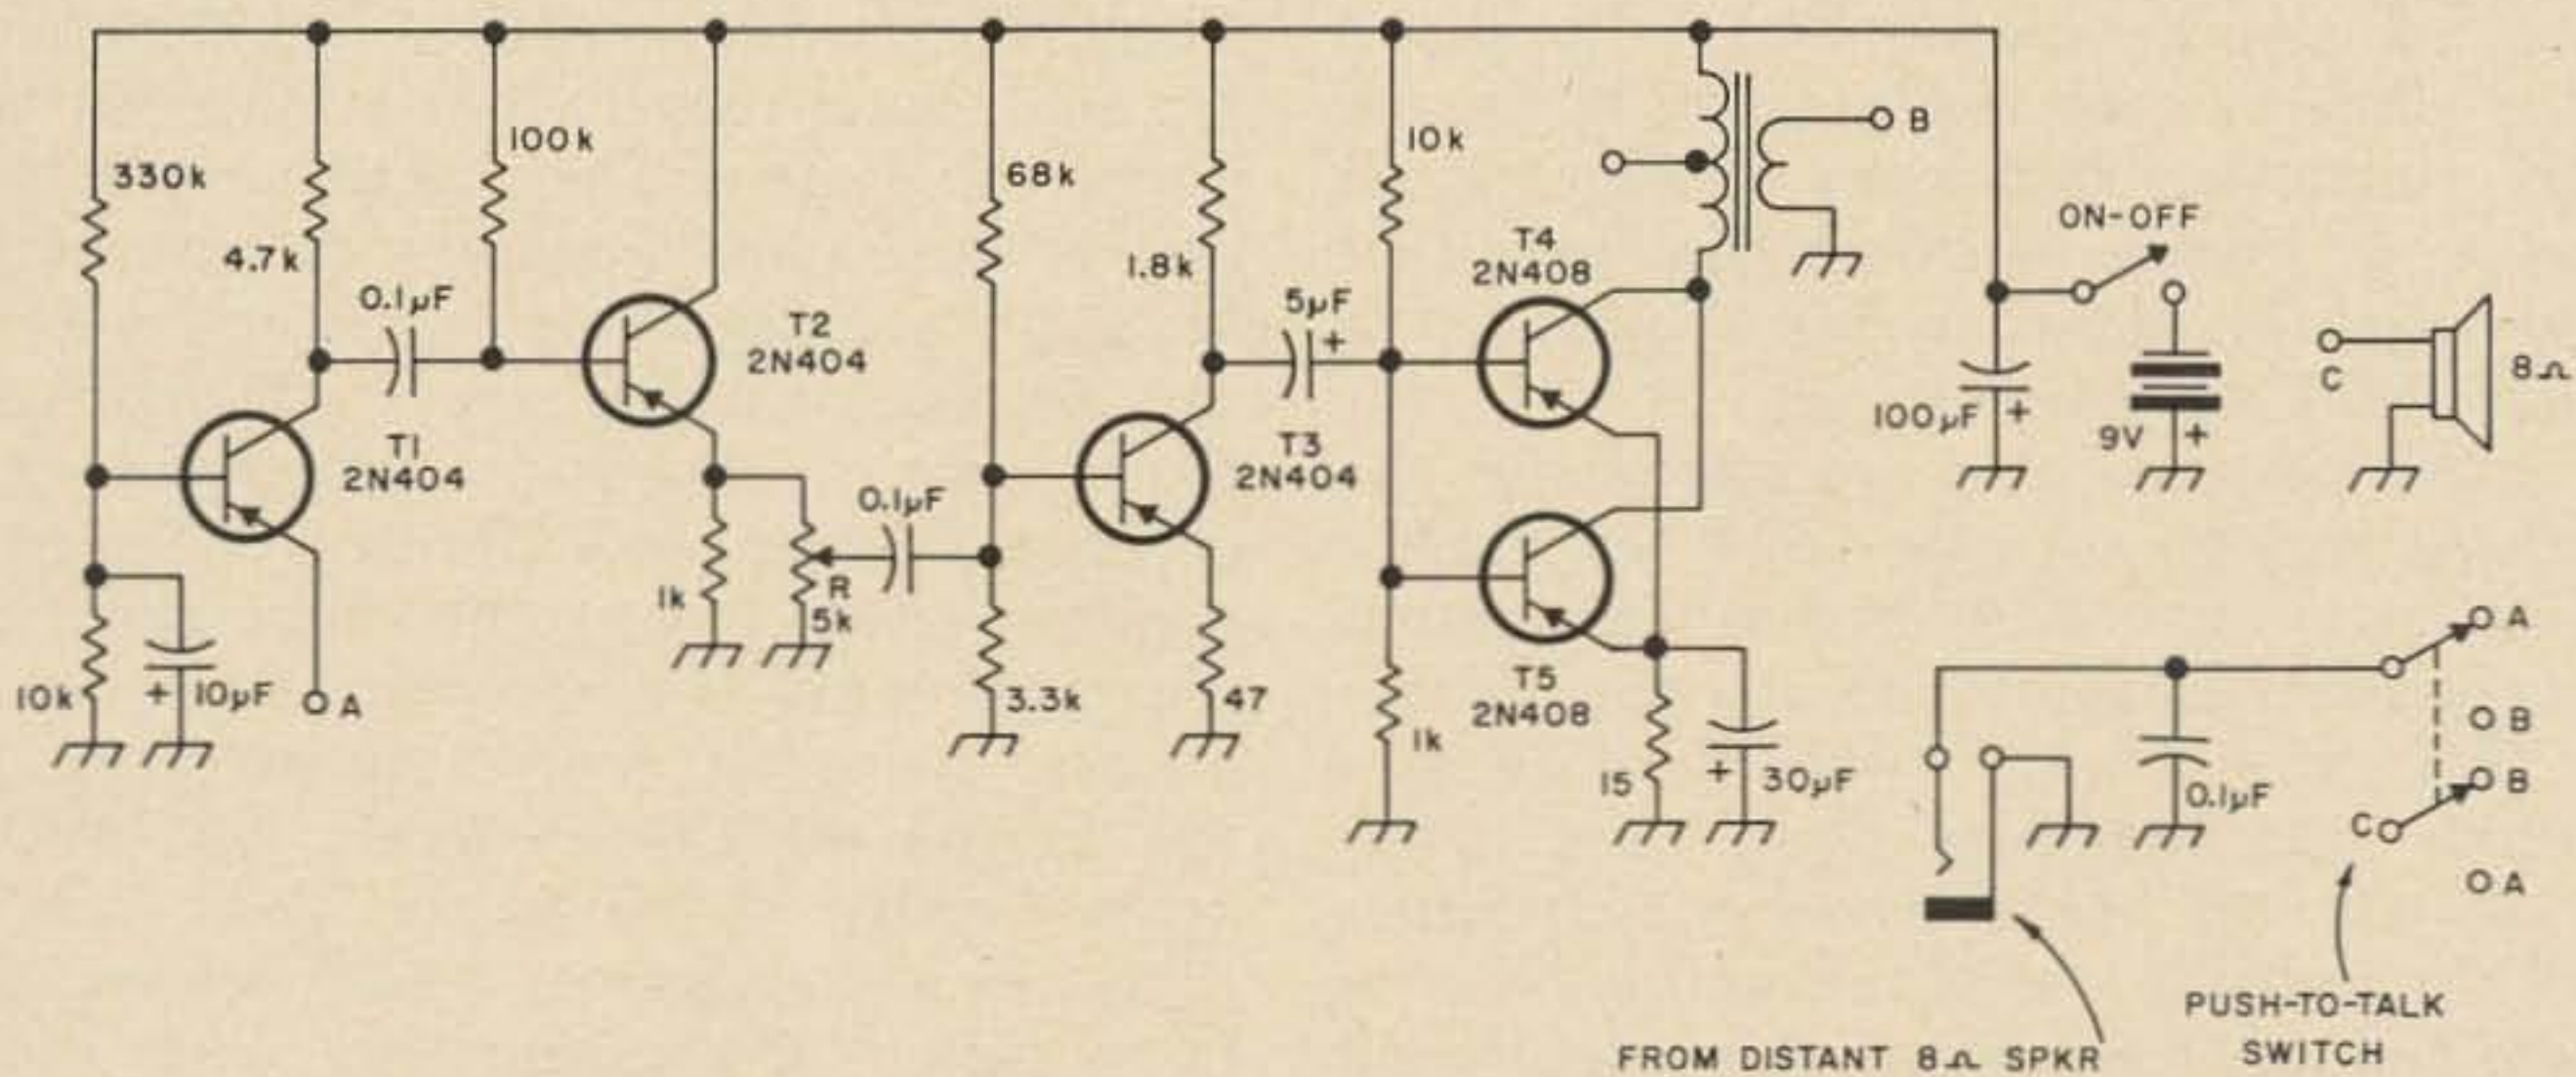 330k
4.7k
0.1µF
100k
T1
2N404
10k
+
10µF
A
T2
2N404
1k
R
5k
0.1µF
68k
3.3k
1.8k
T3
2N404
47
5µF
+
10k
1k
T4
2N408
T5
2N408
15
+
30µF
B
ON-OFF
100µF
+
9V
+
C
8Ω
A
B
B
C
A
0.1µF
FROM DISTANT 8Ω SPKR
PUSH-TO-TALK
SWITCH